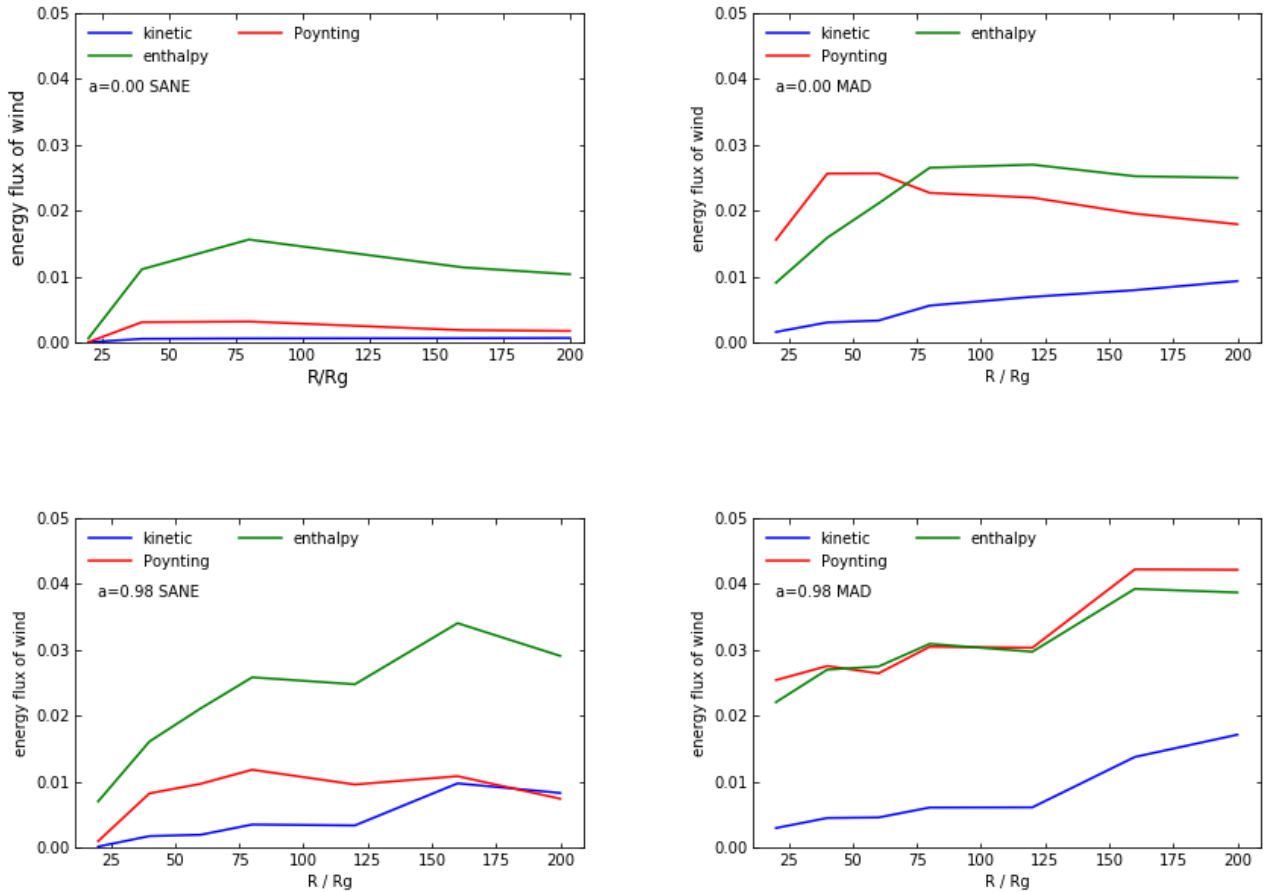 kinetic Poynting
enthalpy
a=0.00 SANE
energy flux of wind
0.05
0.04
0.03
0.02
0.01
0.00
25 50 75 100 125 150 175 200
R/Rg
kinetic enthalpy
Poynting
a=0.00 MAD
energy flux of wind
0.05
0.04
0.03
0.02
0.01
0.00
25 50 75 100 125 150 175 200
R / Rg
kinetic enthalpy
Poynting
a=0.98 SANE
energy flux of wind
0.05
0.04
0.03
0.02
0.01
0.00
25 50 75 100 125 150 175 200
R / Rg
kinetic enthalpy
Poynting
a=0.98 MAD
energy flux of wind
0.05
0.04
0.03
0.02
0.01
0.00
25 50 75 100 125 150 175 200
R / Rg